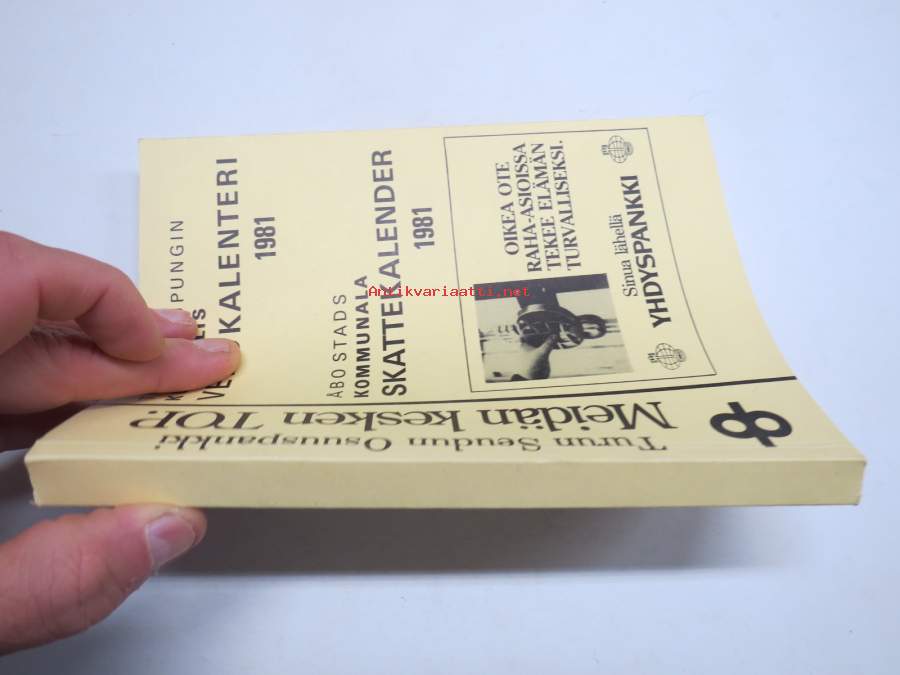 PUNGIN
LIS
KALENTERI
1981
ÅBO STADS
KOMMUNALA
SKATTEKALENDER
1981
OIKEA OTE
RAHA-ASIOISSA
TEKEE ELÄMÄN
TURVALLISEKSI.
Sinua lähellä
YHDYSPANKKI
Turun Seudun Osuuspankki
Meidän kesken TOP.
Antikvariaatti.net